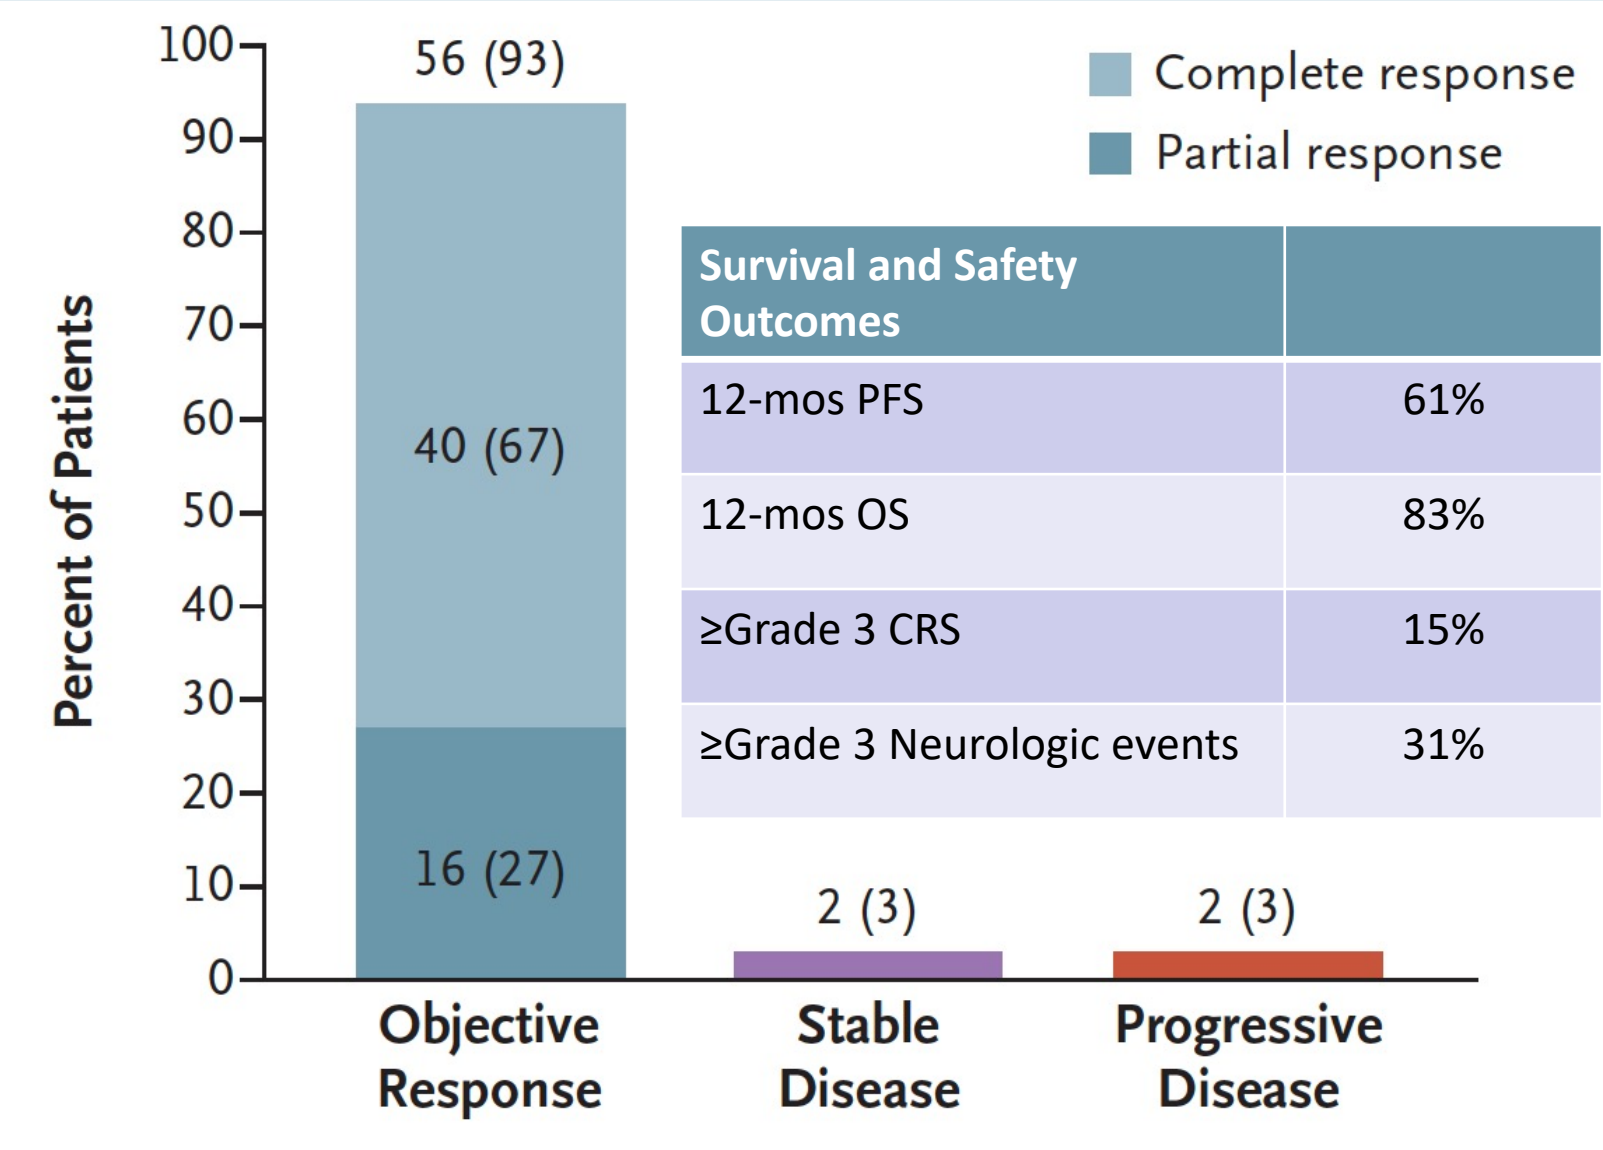 100
90
80
70
60
50
40
30
20
10
0
Percent of Patients
56 (93)
40 (67)
16 (27)
2 (3)
2 (3)
Objective
Response
Stable
Disease
Progressive
Disease
Complete response
Partial response
Survival and Safety
Outcomes
12-mos PFS 61%
12-mos OS 83%
≥Grade 3 CRS 15%
≥Grade 3 Neurologic events 31%